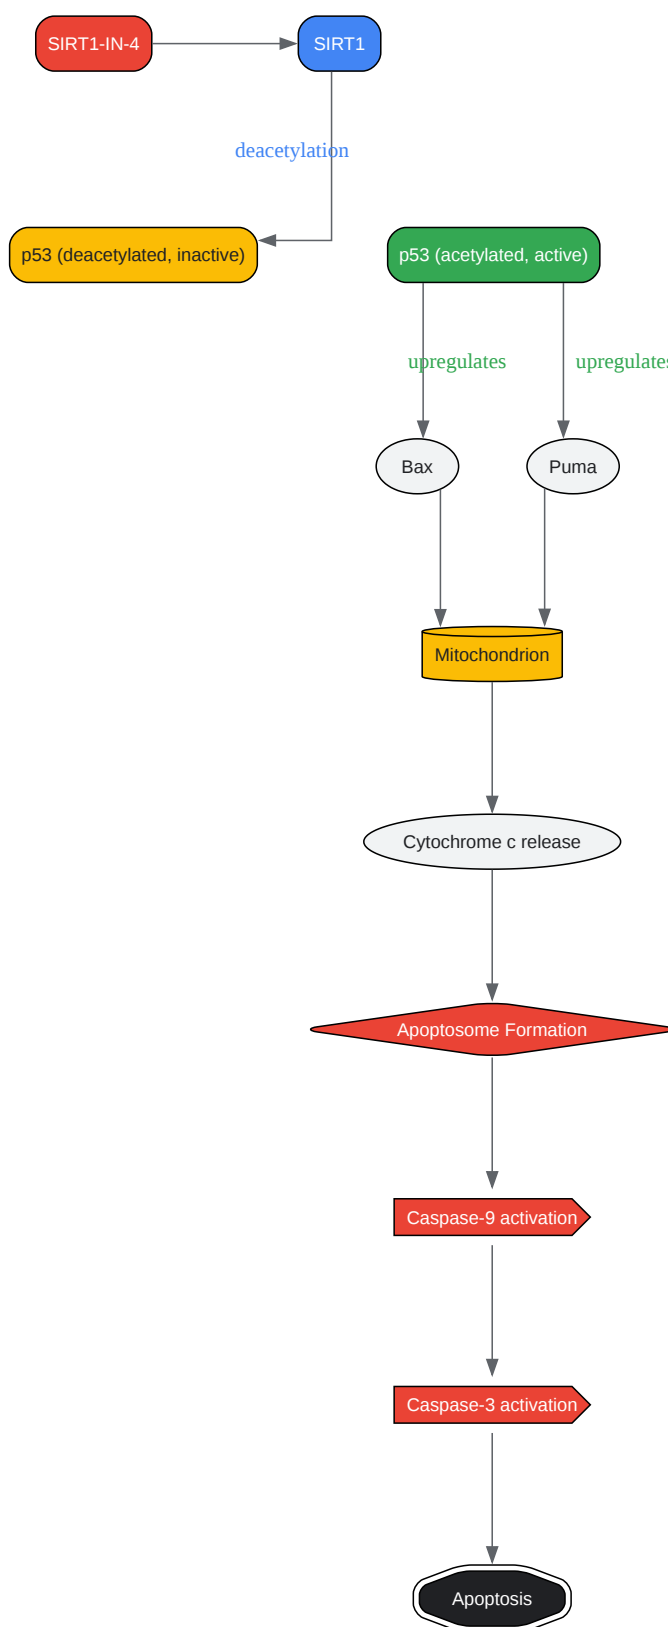 SIRT1-IN-4
SIRT1
deacetylation
p53 (deacetylated, inactive)
p53 (acetylated, active)
upregulates
upregulates
Bax
Puma
Mitochondrion
Cytochrome c release
Apoptosome Formation
Caspase-9 activation
Caspase-3 activation
Apoptosis